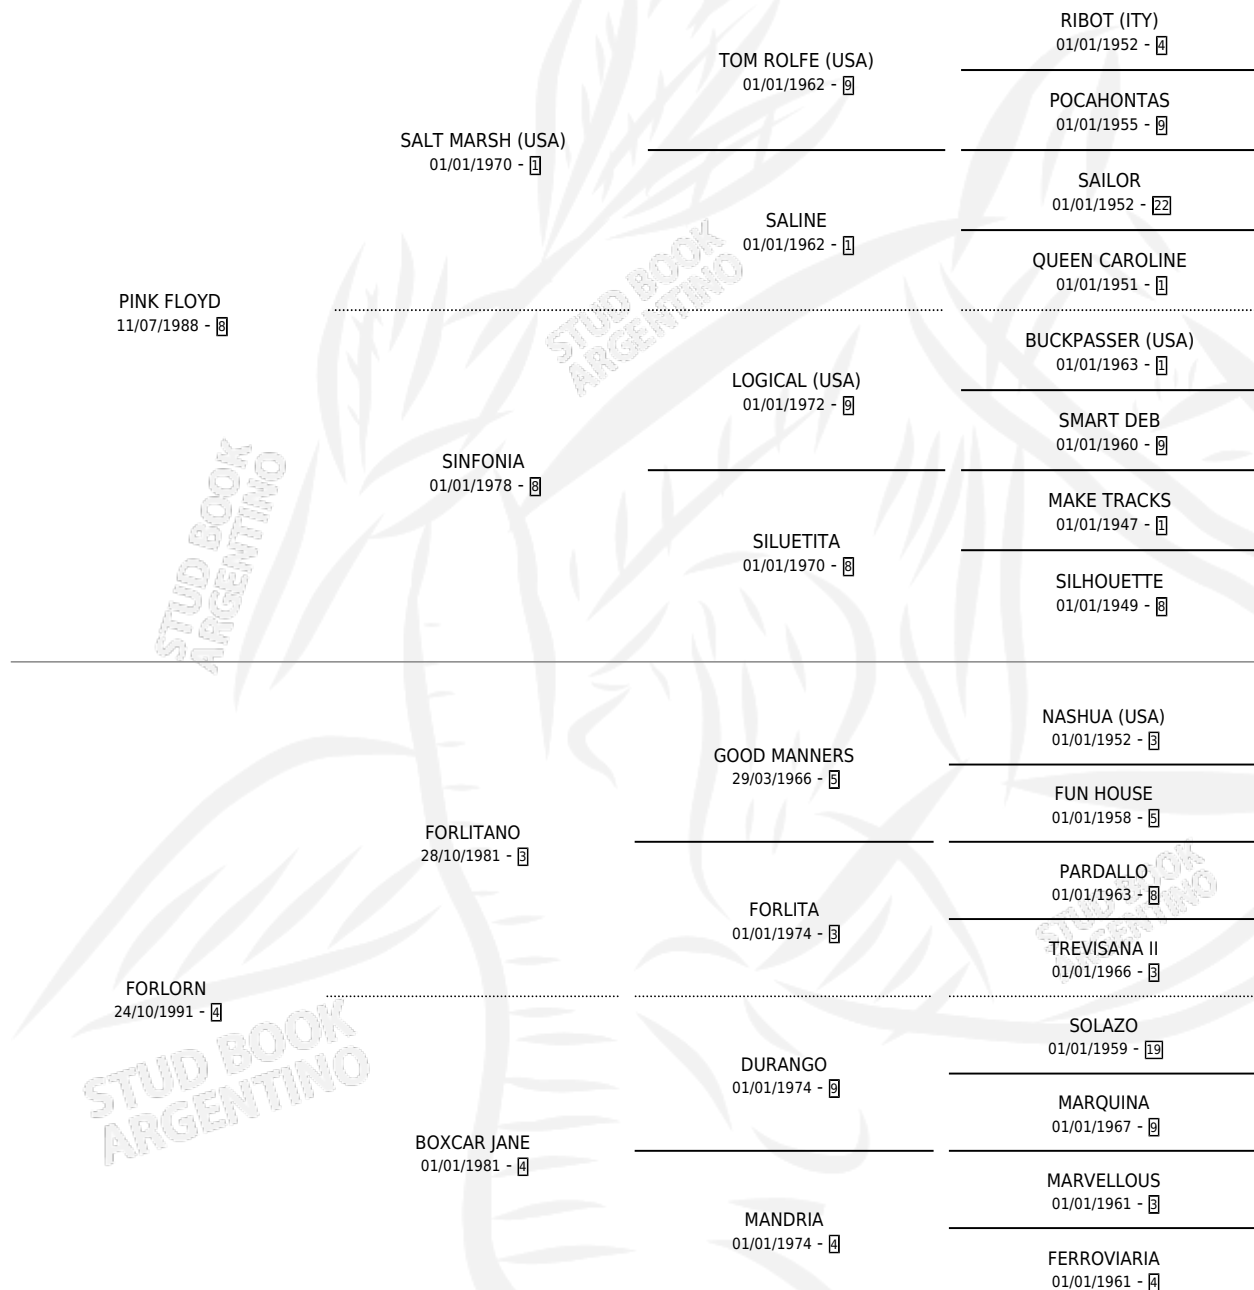 RIBOT (ITY)
01/01/1952 - 4
TOM ROLFE (USA)
01/01/1962 - 9
POCAHONTAS
01/01/1955 - 9
SALT MARSH (USA)
01/01/1970 - 1
SAILOR
01/01/1952 - 22
SALINE
01/01/1962 - 1
QUEEN CAROLINE
01/01/1951 - 1
PINK FLOYD
11/07/1988 - 8
BUCKPASSER (USA)
01/01/1963 - 1
LOGICAL (USA)
01/01/1972 - 9
SMART DEB
01/01/1960 - 9
SINFONIA
01/01/1978 - 8
MAKE TRACKS
01/01/1947 - 1
SILUETITA
01/01/1970 - 8
SILHOUETTE
01/01/1949 - 8
NASHUA (USA)
01/01/1952 - 3
GOOD MANNERS
29/03/1966 - 5
FUN HOUSE
01/01/1958 - 5
FORLITANO
28/10/1981 - 3
PARDALLO
01/01/1963 - 8
FORLITA
01/01/1974 - 3
TREVISANA II
01/01/1966 - 3
FORLORN
24/10/1991 - 4
SOLAZO
01/01/1959 - 19
DURANGO
01/01/1974 - 9
MARQUINA
01/01/1967 - 9
BOXCAR JANE
01/01/1981 - 4
MARVELLOUS
01/01/1961 - 3
MANDRIA
01/01/1974 - 4
FERROVIARIA
01/01/1961 - 4
STUD BOOK
ARGENTINO
STUD BOOK
ARGENTINO
STUD BOOK
ARGENTINO
STUD BOOK
ARGENTINO